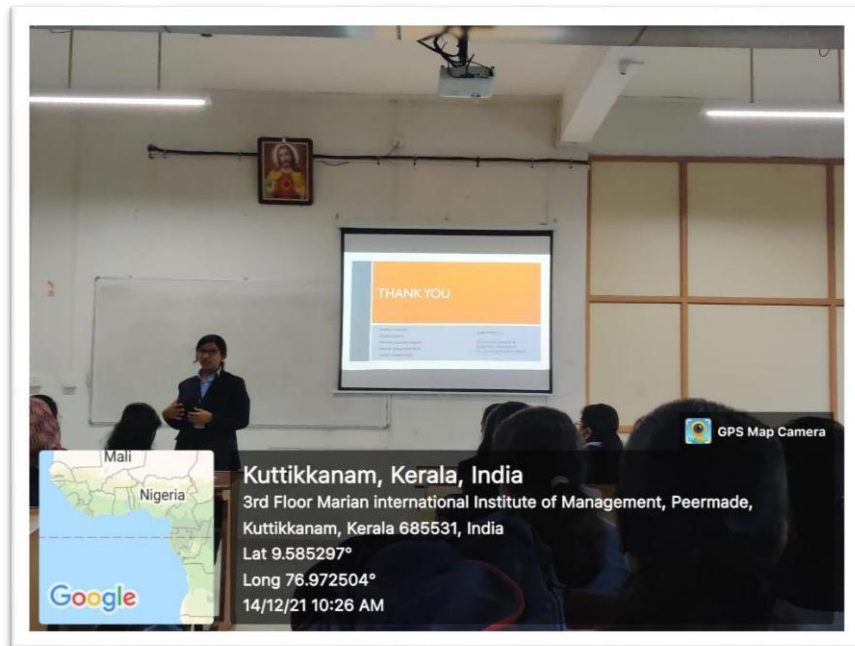 THANK YOU
GPS Map Camera
Mali
Nigeria
Google
Kuttikkanam, Kerala, India
3rd Floor Marian international Institute of Management, Peermade,
Kuttikkanam, Kerala 685531, India
Lat 9.585297°
Long 76.972504°
14/12/21 10:26 AM